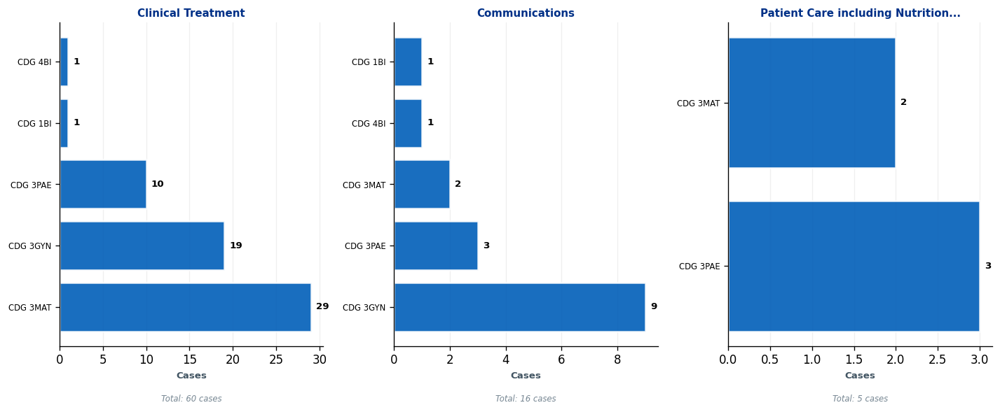 Clinical Treatment
CDG 4BI
1
CDG 1BI
1
CDG 3PAE
10
CDG 3GYN
19
CDG 3MAT
29
0 5 10 15 20 25 30
Cases
Total: 60 cases
Communications
CDG 1BI
1
CDG 4BI
1
CDG 3MAT
2
CDG 3PAE
3
CDG 3GYN
9
0 2 4 6 8
Cases
Total: 16 cases
Patient Care including Nutrition...
CDG 3MAT
2
CDG 3PAE
3
0.0 0.5 1.0 1.5 2.0 2.5 3.0
Cases
Total: 5 cases